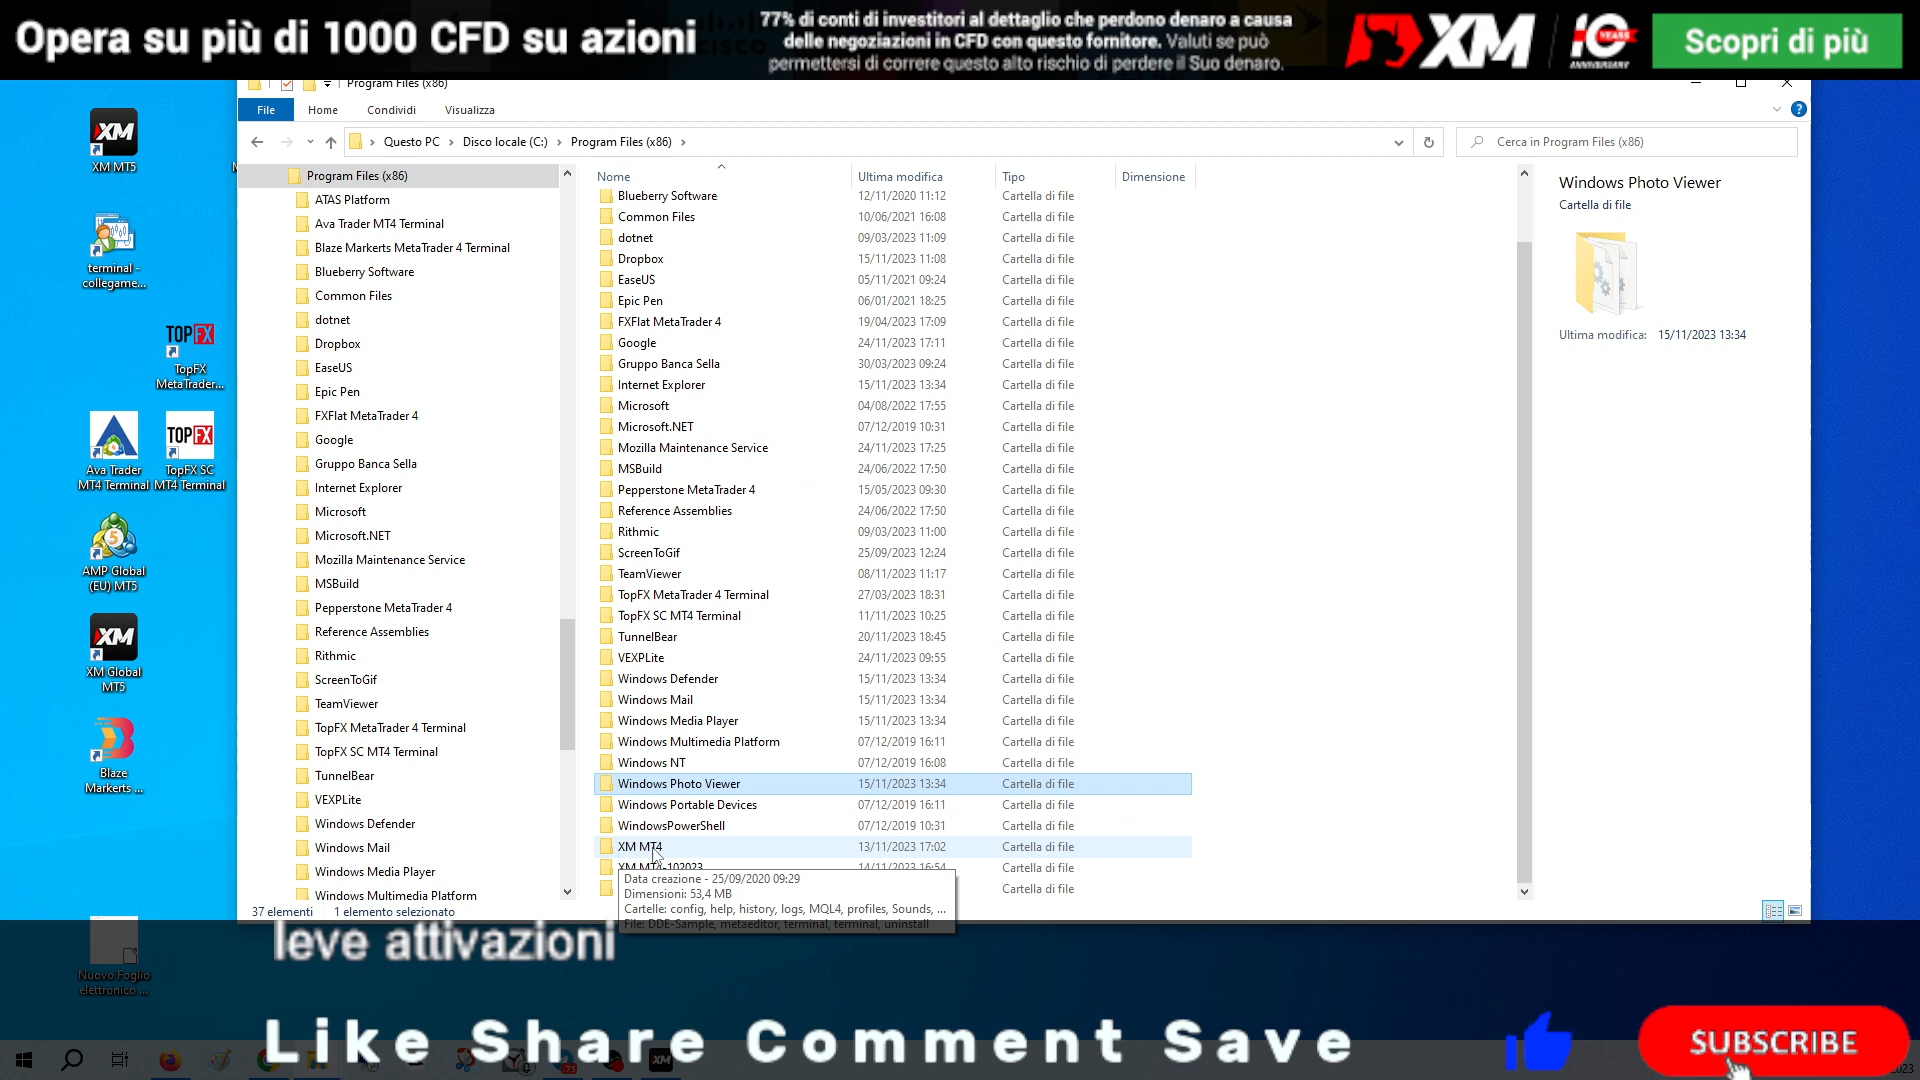 Opera su più di 1000 CFD su azioni
77% di conti di investitori al dettaglio che perdono denaro a causa
delle negoziazioni in CFD con questo fornitore. Valuti se può
permettersi di correre questo alto rischio di perdere il Suo denaro.
XM
10 YEARS
ANNIVERSARY
Scopri di più
Program Files (x86)
File Home Condividi Visualizza
Questo PC Disco locale (C:) Program Files (x86)
Cerca in Program Files (x86)
XM MT5
terminal - collegame...
TopFX MetaTrader...
Ava Trader MT4 Terminal
TopFX SC MT4 Terminal
AMP Global (EU) MT5
XM Global MT5
Blaze Markerts ...
Nuovo Foglio elettronico ...
Program Files (x86)
ATAS Platform
Ava Trader MT4 Terminal
Blaze Markerts MetaTrader 4 Terminal
Blueberry Software
Common Files
dotnet
Dropbox
EaseUS
Epic Pen
FXFlat MetaTrader 4
Google
Gruppo Banca Sella
Internet Explorer
Microsoft
Microsoft.NET
Mozilla Maintenance Service
MSBuild
Pepperstone MetaTrader 4
Reference Assemblies
Rithmic
ScreenToGif
TeamViewer
TopFX MetaTrader 4 Terminal
TopFX SC MT4 Terminal
TunnelBear
VEXPLite
Windows Defender
Windows Mail
Windows Media Player
Windows Multimedia Platform
Nome Ultima modifica Tipo Dimensione
Blueberry Software 12/11/2020 11:12 Cartella di file
Common Files 10/06/2021 16:08 Cartella di file
dotnet 09/03/2023 11:09 Cartella di file
Dropbox 15/11/2023 11:08 Cartella di file
EaseUS 05/11/2021 09:24 Cartella di file
Epic Pen 06/01/2021 18:25 Cartella di file
FXFlat MetaTrader 4 19/04/2023 17:09 Cartella di file
Google 24/11/2023 17:11 Cartella di file
Gruppo Banca Sella 30/03/2023 09:24 Cartella di file
Internet Explorer 15/11/2023 13:34 Cartella di file
Microsoft 04/08/2022 17:55 Cartella di file
Microsoft.NET 07/12/2019 10:31 Cartella di file
Mozilla Maintenance Service 24/11/2023 17:25 Cartella di file
MSBuild 24/06/2022 17:50 Cartella di file
Pepperstone MetaTrader 4 15/05/2023 09:30 Cartella di file
Reference Assemblies 24/06/2022 17:50 Cartella di file
Rithmic 09/03/2023 11:00 Cartella di file
ScreenToGif 25/09/2023 12:24 Cartella di file
TeamViewer 08/11/2023 11:17 Cartella di file
TopFX MetaTrader 4 Terminal 27/03/2023 18:31 Cartella di file
TopFX SC MT4 Terminal 11/11/2023 10:25 Cartella di file
TunnelBear 20/11/2023 18:45 Cartella di file
VEXPLite 24/11/2023 09:55 Cartella di file
Windows Defender 15/11/2023 13:34 Cartella di file
Windows Mail 15/11/2023 13:34 Cartella di file
Windows Media Player 15/11/2023 13:34 Cartella di file
Windows Multimedia Platform 07/12/2019 16:11 Cartella di file
Windows NT 07/12/2019 16:08 Cartella di file
Windows Photo Viewer 15/11/2023 13:34 Cartella di file
Windows Portable Devices 07/12/2019 16:11 Cartella di file
WindowsPowerShell 07/12/2019 10:31 Cartella di file
XM MT4 13/11/2023 17:02 Cartella di file
XM MT4-102023 14/11/2023 16:54 Cartella di file
Cartella di file
Data creazione - 25/09/2020 09:29
Dimensioni: 53,4 MB
Cartelle: config, help, history, logs, MQL4, profiles, Sounds, ...
File: DDE-Sample, metaeditor, terminal, terminal, uninstall
Windows Photo Viewer
Cartella di file
Ultima modifica: 15/11/2023 13:34
37 elementi 1 elemento selezionato
leve attivazioni
Like Share Comment Save
SUBSCRIBE